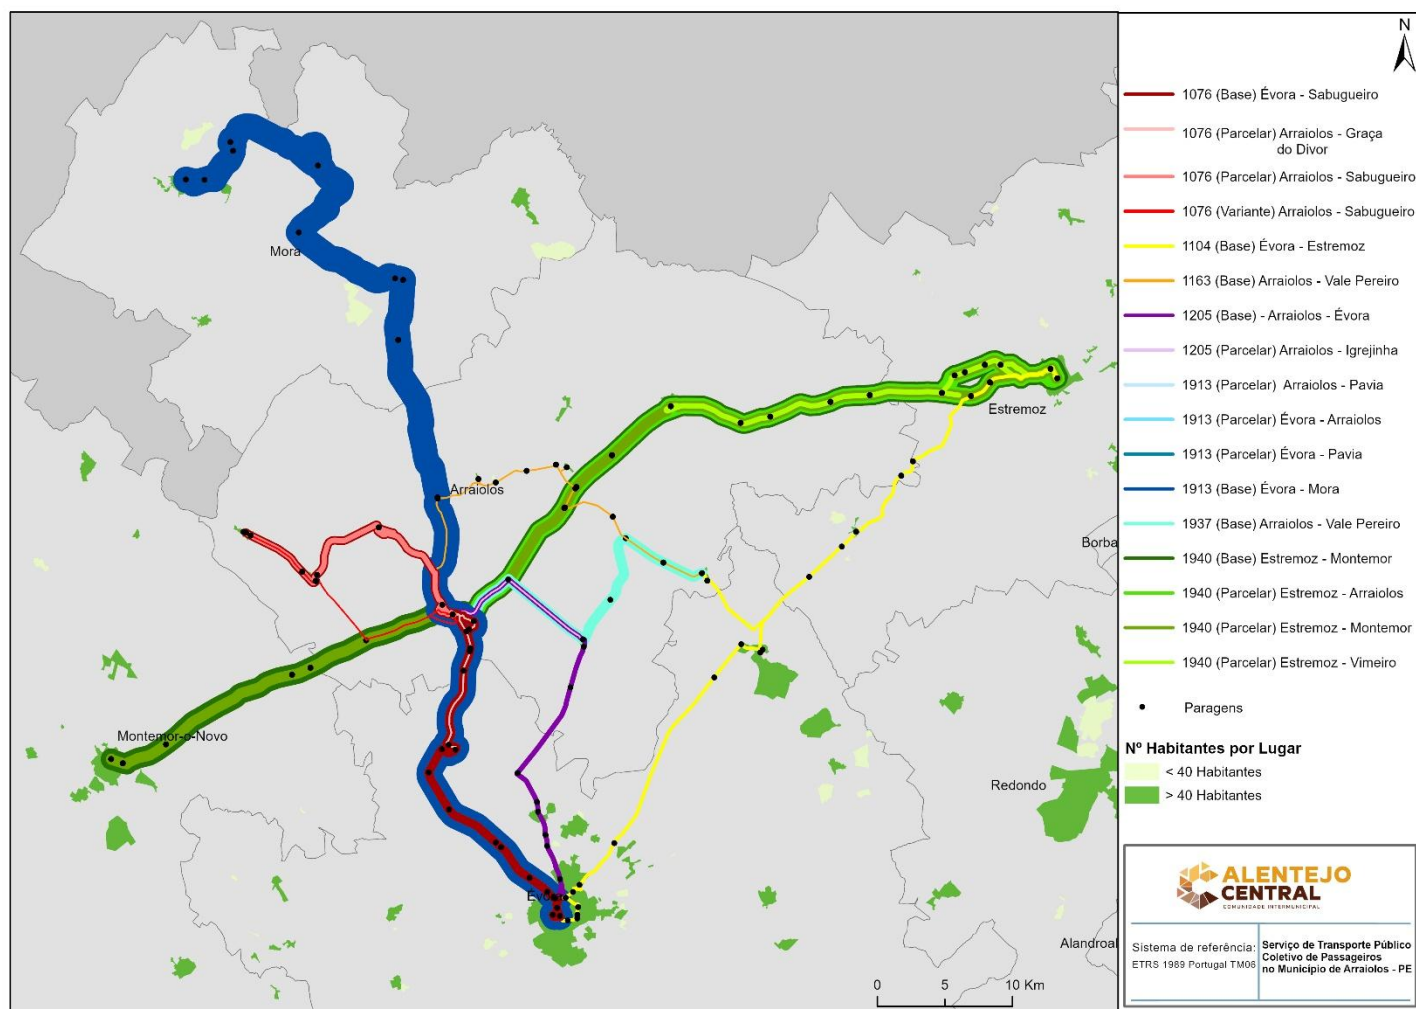 N
1076 (Base) Évora - Sabugueiro
1076 (Parcelar) Arraiolos - Graça
do Divor
1076 (Parcelar) Arraiolos - Sabugueiro
1076 (Variante) Arraiolos - Sabugueiro
1104 (Base) Évora - Estremoz
1163 (Base) Arraiolos - Vale Pereiro
1205 (Base) - Arraiolos - Évora
1205 (Parcelar) Arraiolos - Igrejinha
1913 (Parcelar) Arraiolos - Pavia
1913 (Parcelar) Évora - Arraiolos
1913 (Parcelar) Évora - Pavia
1913 (Base) Évora - Mora
1937 (Base) Arraiolos - Vale Pereiro
1940 (Base) Estremoz - Montemor
1940 (Parcelar) Estremoz - Arraiolos
1940 (Parcelar) Estremoz - Montemor
1940 (Parcelar) Estremoz - Vimeiro
Paragens
Nº Habitantes por Lugar
< 40 Habitantes
> 40 Habitantes
Mora
Estremoz
Arraiolos
Borba
Montemor-o-Novo
Redondo
Évora
Alandroal
0 5 10 Km
ALENTEJO
CENTRAL
COMUNIDADE INTERMUNICIPAL
Sistema de referência:
ETRS 1989 Portugal TM06
Serviço de Transporte Público
Coletivo de Passageiros
no Município de Arraiolos - PE